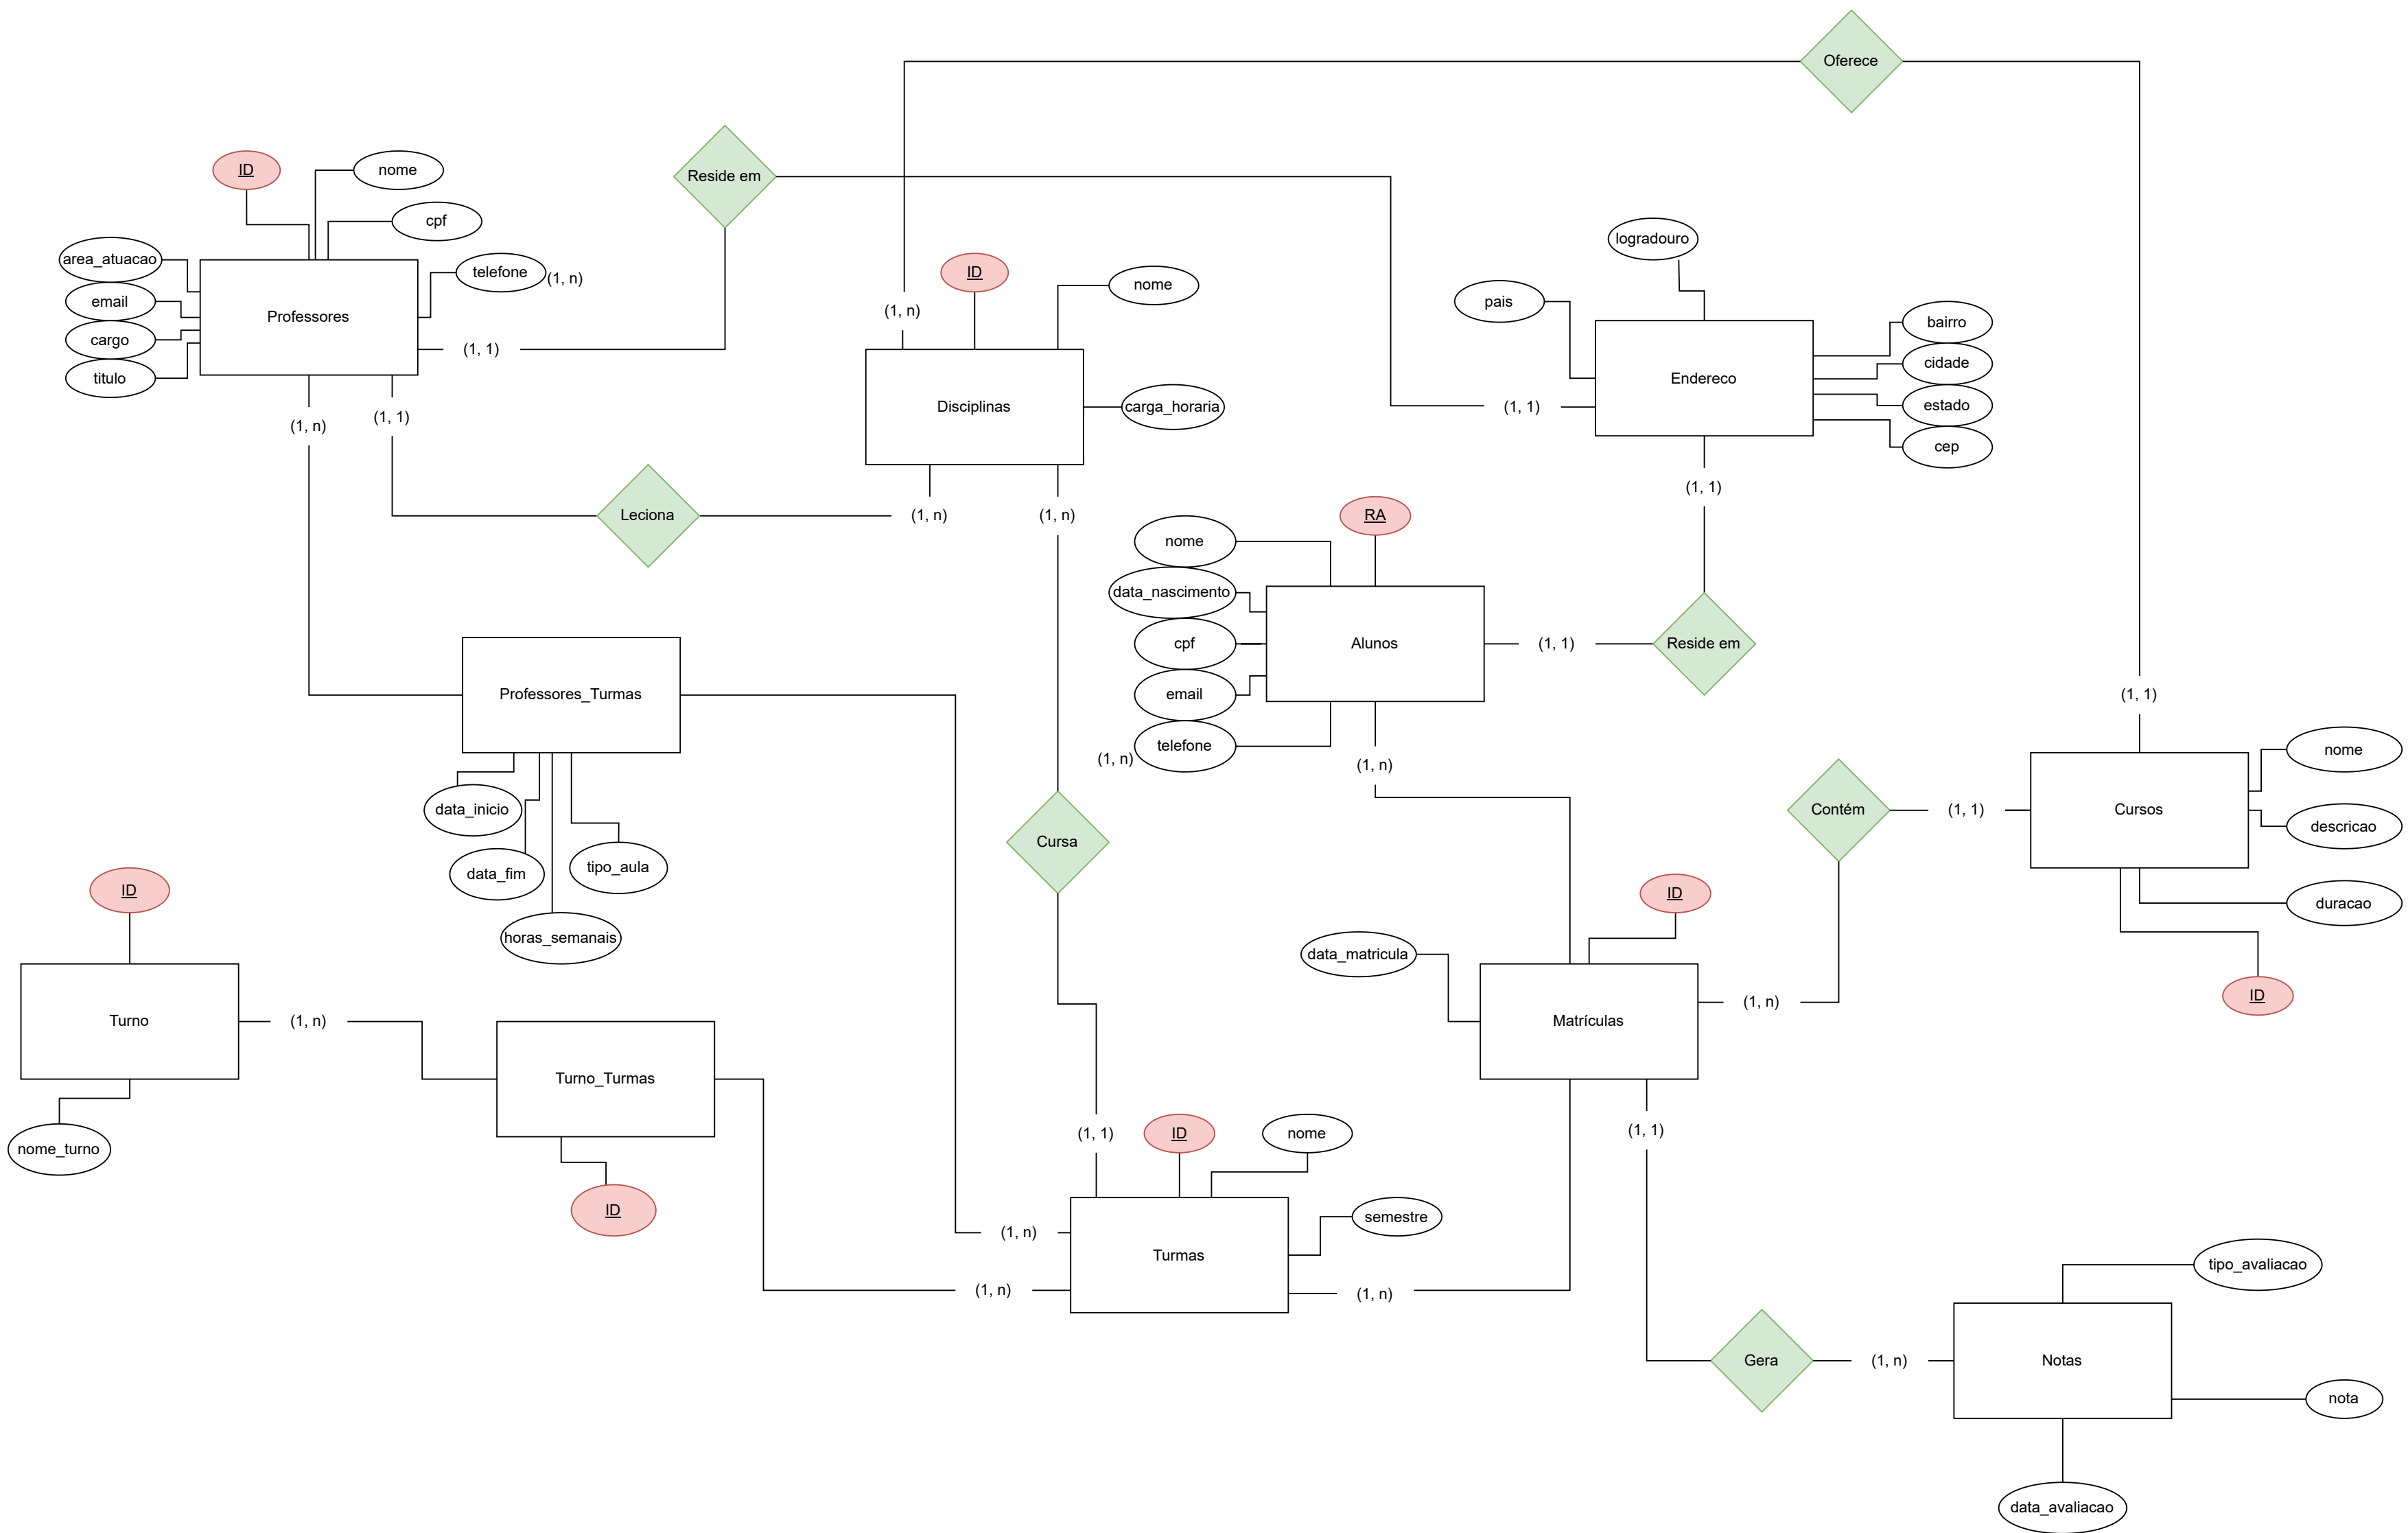 Oferece
ID
nome
Reside em
cpf
logradouro
area_atuacao
telefone
(1, n)
ID
nome
email
Professores
(1, n)
pais
bairro
cargo
(1, 1)
cidade
titulo
Endereco
estado
(1, n)
(1, 1)
Disciplinas
carga_horaria
(1, 1)
cep
(1, 1)
Leciona
(1, n)
(1, n)
RA
nome
data_nascimento
cpf
Alunos
(1, 1)
Reside em
Professores_Turmas
email
(1, 1)
telefone
(1, n)
(1, n)
nome
data_inicio
Contém
(1, 1)
Cursos
descricao
Cursa
data_fim
tipo_aula
ID
ID
duracao
horas_semanais
data_matricula
ID
(1, n)
Turno
(1, n)
Matrículas
Turno_Turmas
nome_turno
(1, 1)
ID
nome
(1, 1)
ID
semestre
(1, n)
Turmas
tipo_avaliacao
(1, n)
(1, n)
Gera
(1, n)
Notas
nota
data_avaliacao